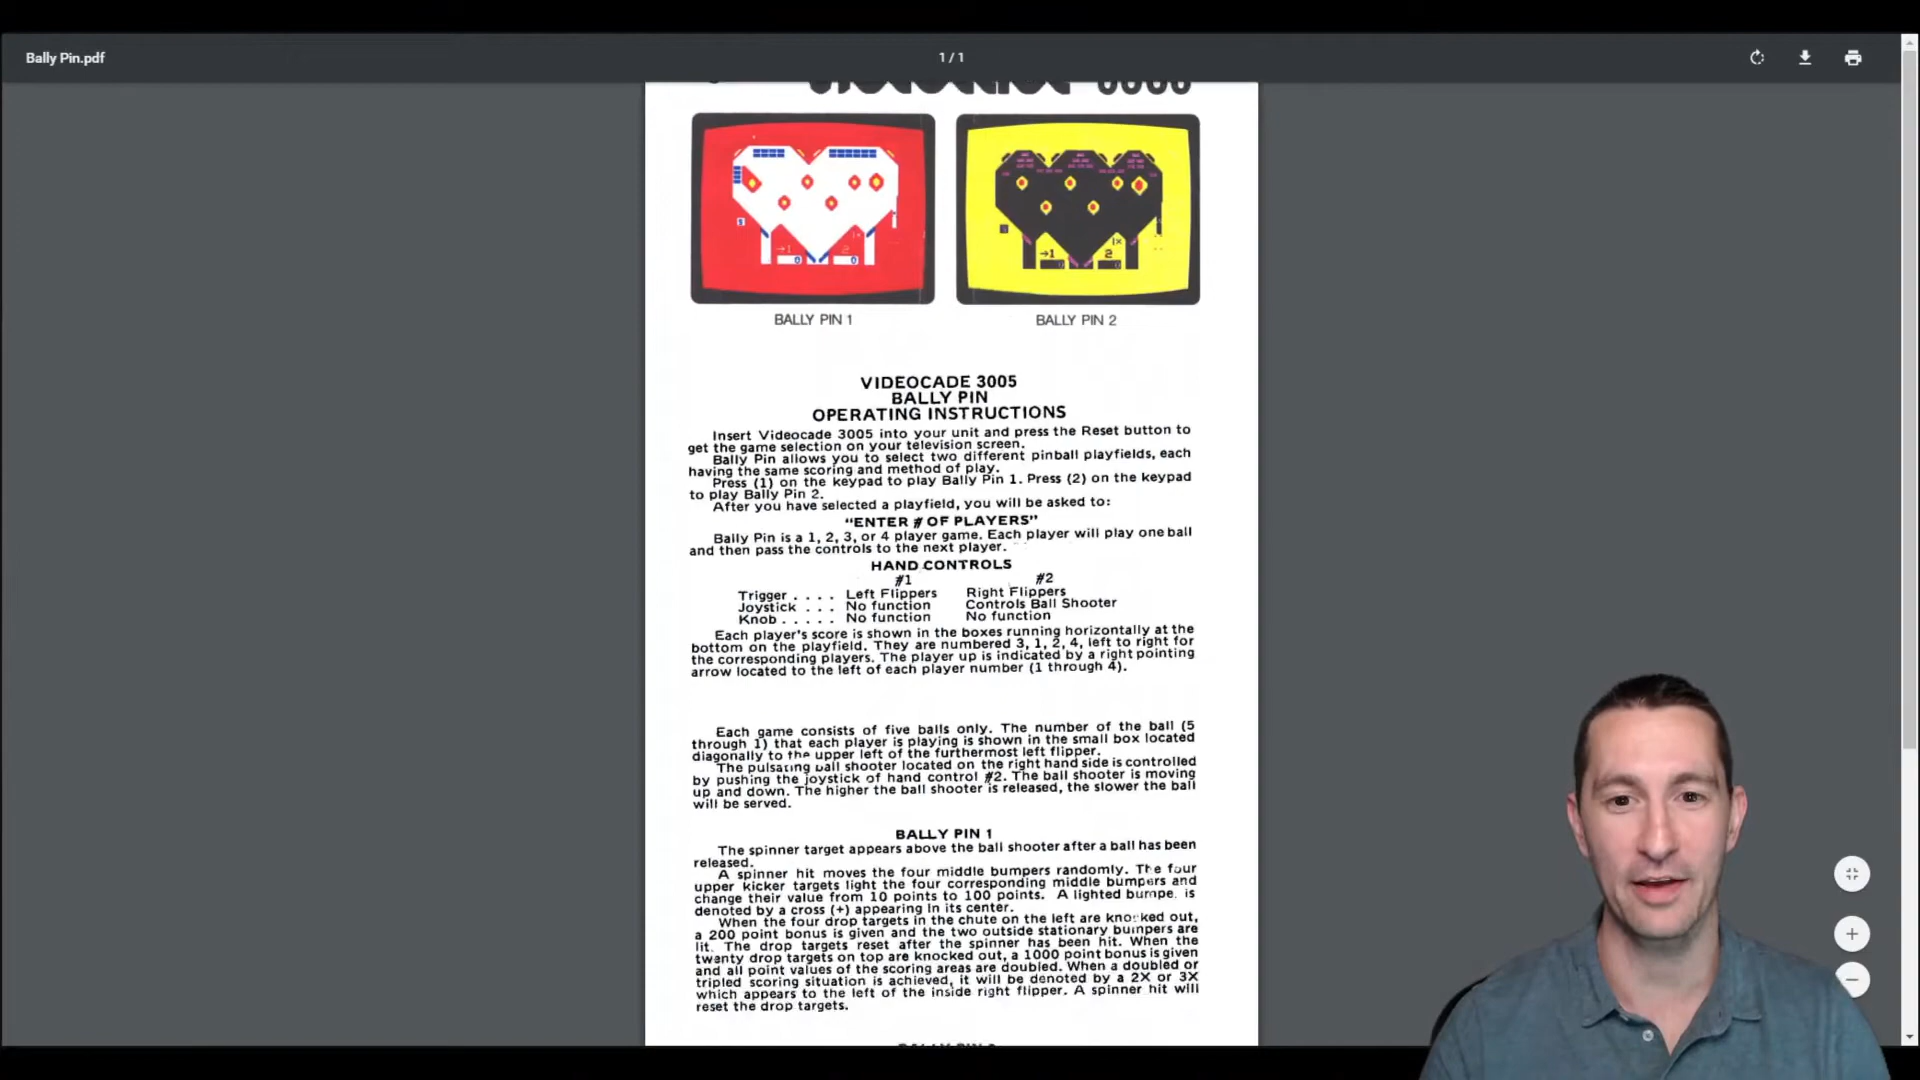 Bally Pin.pdf
1 / 1
BALLY PIN 1
BALLY PIN 2
VIDEOCADE 3005
BALLY PIN
OPERATING INSTRUCTIONS
Insert Videocade 3005 into your unit and press the Reset button to
get the game selection on your television screen.
Bally Pin allows you to select two different pinball playfields, each
having the same scoring and method of play.
Press (1) on the keypad to play Bally Pin 1. Press (2) on the keypad
to play Bally Pin 2.
After you have selected a playfield, you will be asked to:
"ENTER # OF PLAYERS"
Bally Pin is a 1, 2, 3, or 4 player game. Each player will play one ball
and then pass the controls to the next player.
HAND CONTROLS
#1 #2
Trigger . . . . Left Flippers Right Flippers
Joystick . . . No function Controls Ball Shooter
Knob . . . . . No function No function
Each player's score is shown in the boxes running horizontally at the
bottom on the playfield. They are numbered 3, 1, 2, 4, left to right for
the corresponding players. The player up is indicated by a right pointing
arrow located to the left of each player number (1 through 4).
Each game consists of five balls only. The number of the ball (5
through 1) that each player is playing is shown in the small box located
diagonally to the upper left of the furthermost left flipper.
The pulsating ball shooter located on the right hand side is controlled
by pushing the joystick of hand control #2. The ball shooter is moving
up and down. The higher the ball shooter is released, the slower the ball
will be served.
BALLY PIN 1
The spinner target appears above the ball shooter after a ball has been
released.
A spinner hit moves the four middle bumpers randomly. The four
upper kicker targets light the four corresponding middle bumpers and
change their value from 10 points to 100 points. A lighted bumpe. is
denoted by a cross (+) appearing in its center.
When the four drop targets in the chute on the left are knocked out,
a 200 point bonus is given and the two outside stationary bumpers are
lit. The drop targets reset after the spinner has been hit. When the
twenty drop targets on top are knocked out, a 1000 point bonus is given
and all point values of the scoring areas are doubled. When a doubled or
tripled scoring situation is achieved, it will be denoted by a 2X or 3X
which appears to the left of the inside right flipper. A spinner hit will
reset the drop targets.